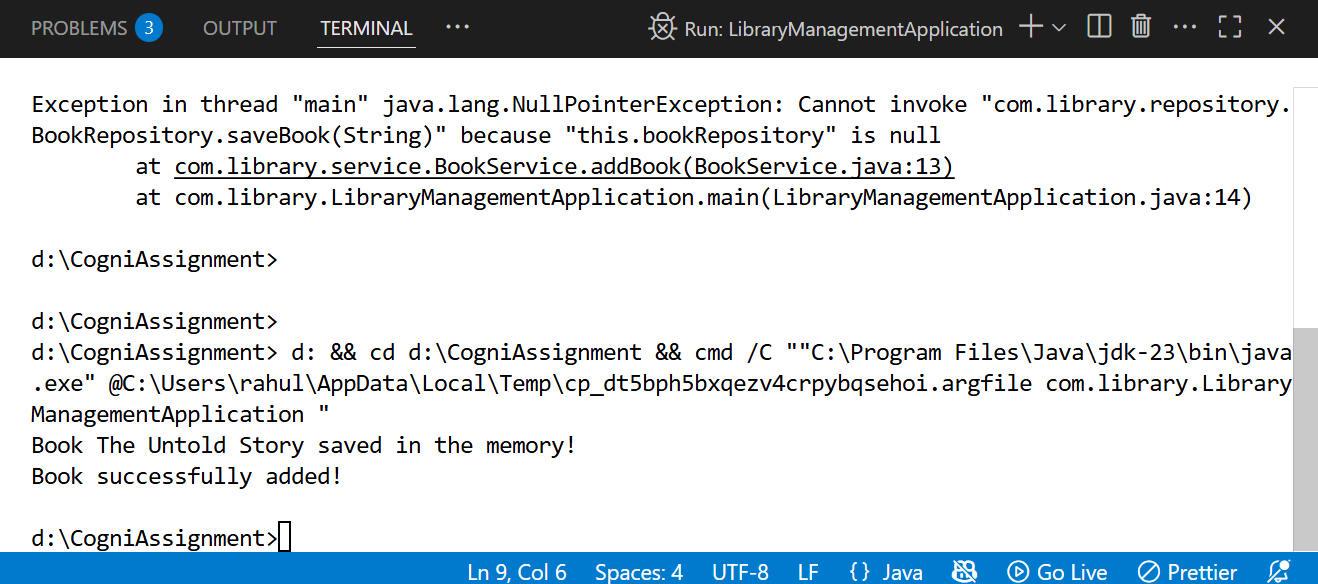 PROBLEMS 3 OUTPUT TERMINAL ··· Run: LibraryManagementApplication ···
Exception in thread "main" java.lang.NullPointerException: Cannot invoke "com.library.repository.
BookRepository.saveBook(String)" because "this.bookRepository" is null
        at com.library.service.BookService.addBook(BookService.java:13)
        at com.library.LibraryManagementApplication.main(LibraryManagementApplication.java:14)
d:\CogniAssignment>
d:\CogniAssignment>
d:\CogniAssignment> d: && cd d:\CogniAssignment && cmd /C ""C:\Program Files\Java\jdk-23\bin\java
.exe" @C:\Users\rahul\AppData\Local\Temp\cp_dt5bph5bxqezv4crpybqsehoi.argfile com.library.Library
ManagementApplication "
Book The Untold Story saved in the memory!
Book successfully added!
d:\CogniAssignment>
Ln 9, Col 6 Spaces: 4 UTF-8 LF {} Java Go Live Prettier